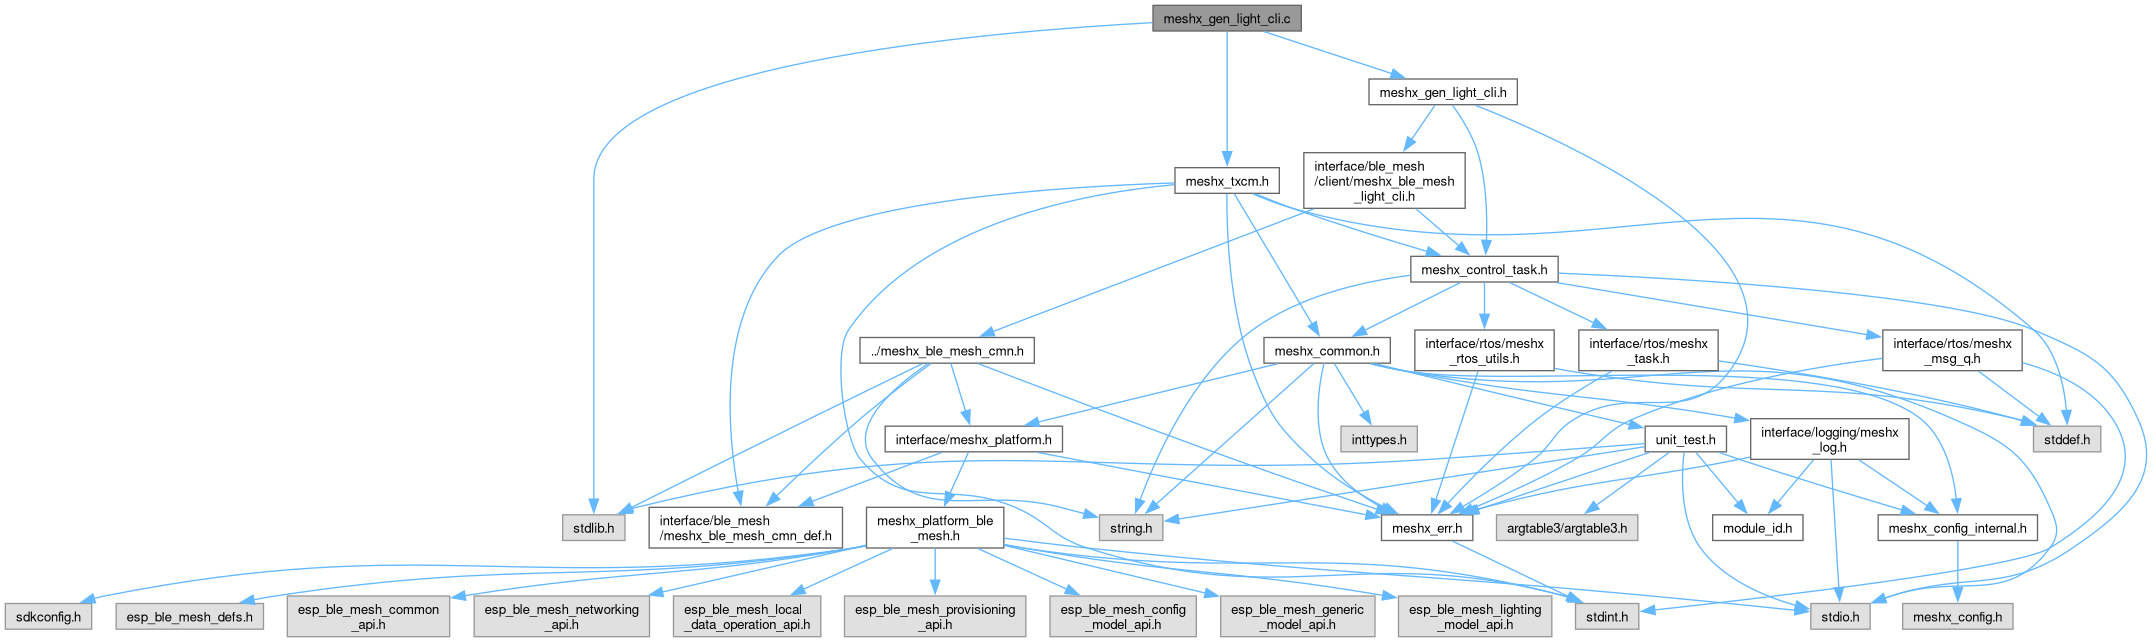 meshx_gen_light_cli.c
meshx_gen_light_cli.h
interface/ble_mesh
/client/meshx_ble_mesh
_light_cli.h
meshx_txcm.h
meshx_control_task.h
../meshx_ble_mesh_cmn.h
meshx_common.h
interface/rtos/meshx
_rtos_utils.h
interface/rtos/meshx
_task.h
interface/rtos/meshx
_msg_q.h
interface/meshx_platform.h
inttypes.h
unit_test.h
interface/logging/meshx
_log.h
stddef.h
stdlib.h
interface/ble_mesh
/meshx_ble_mesh_cmn_def.h
meshx_platform_ble
_mesh.h
string.h
meshx_err.h
argtable3/argtable3.h
module_id.h
meshx_config_internal.h
sdkconfig.h
esp_ble_mesh_defs.h
esp_ble_mesh_common
_api.h
esp_ble_mesh_networking
_api.h
esp_ble_mesh_local
_data_operation_api.h
esp_ble_mesh_provisioning
_api.h
esp_ble_mesh_config
_model_api.h
esp_ble_mesh_generic
_model_api.h
esp_ble_mesh_lighting
_model_api.h
stdint.h
stdio.h
meshx_config.h